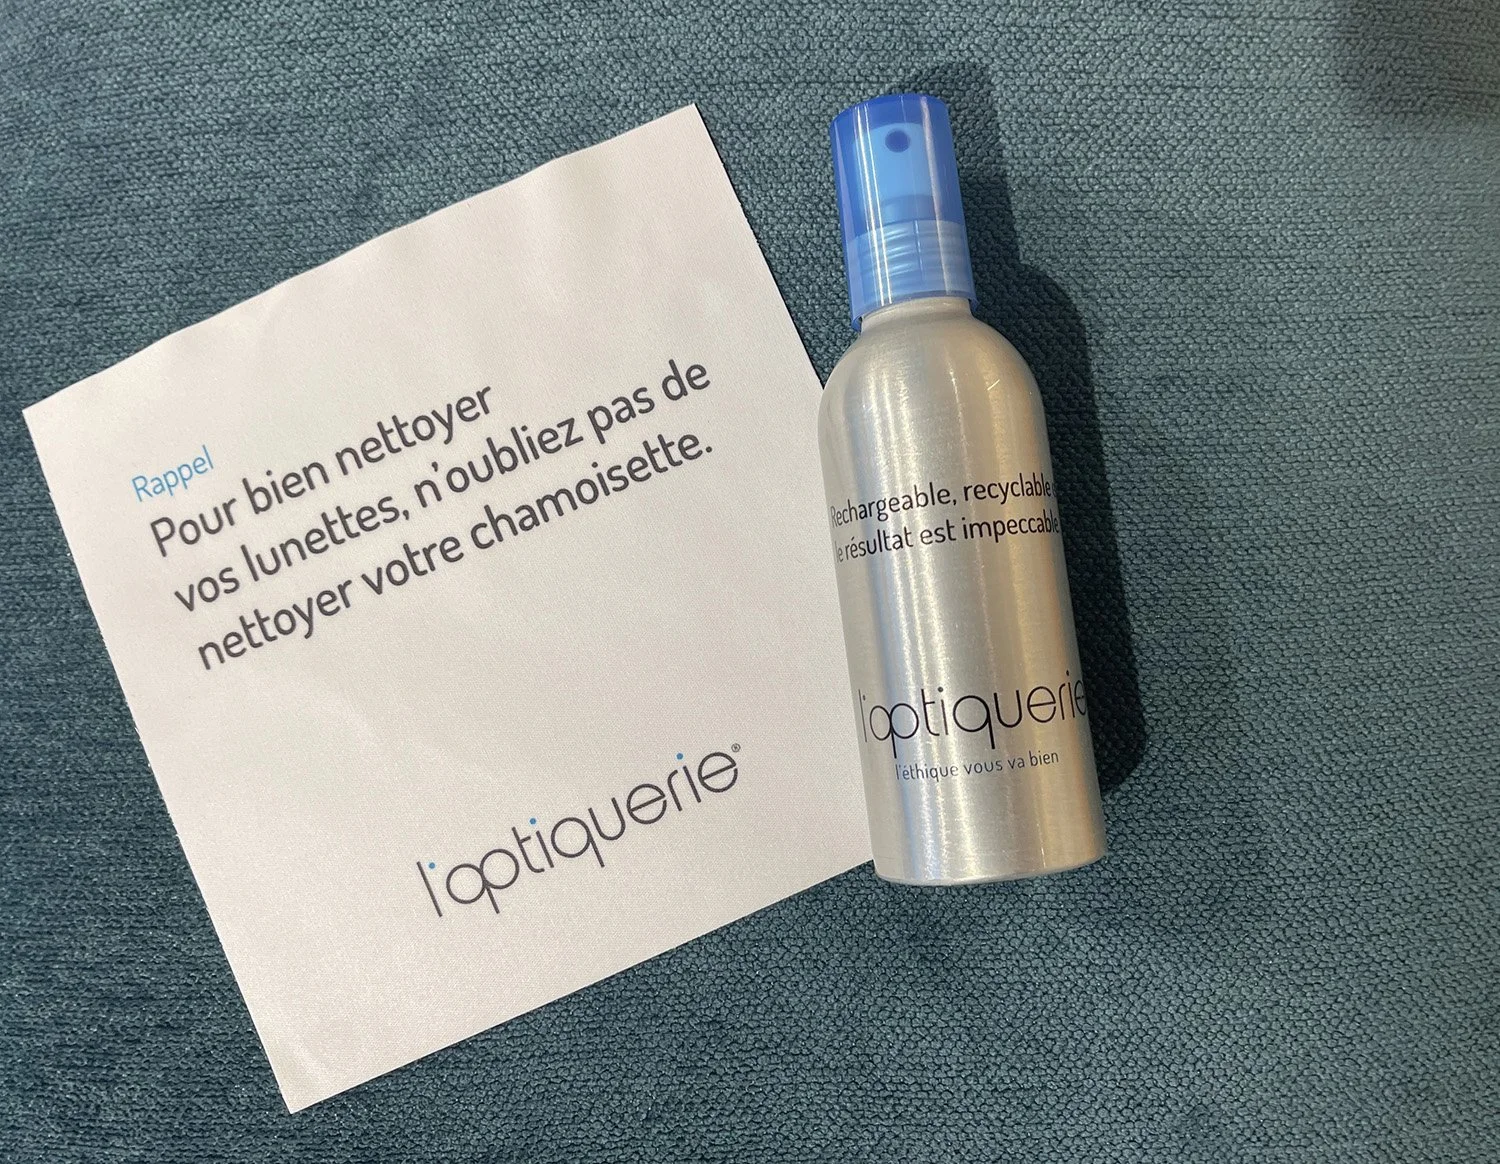 Rappel
Pour bien nettoyer
vos lunettes, n'oubliez pas de
nettoyer votre chamoisette.
l'optiquerie®
Rechargeable, recyclable
le résultat est impeccable
l'optiquerie
l'éthique vous va bien